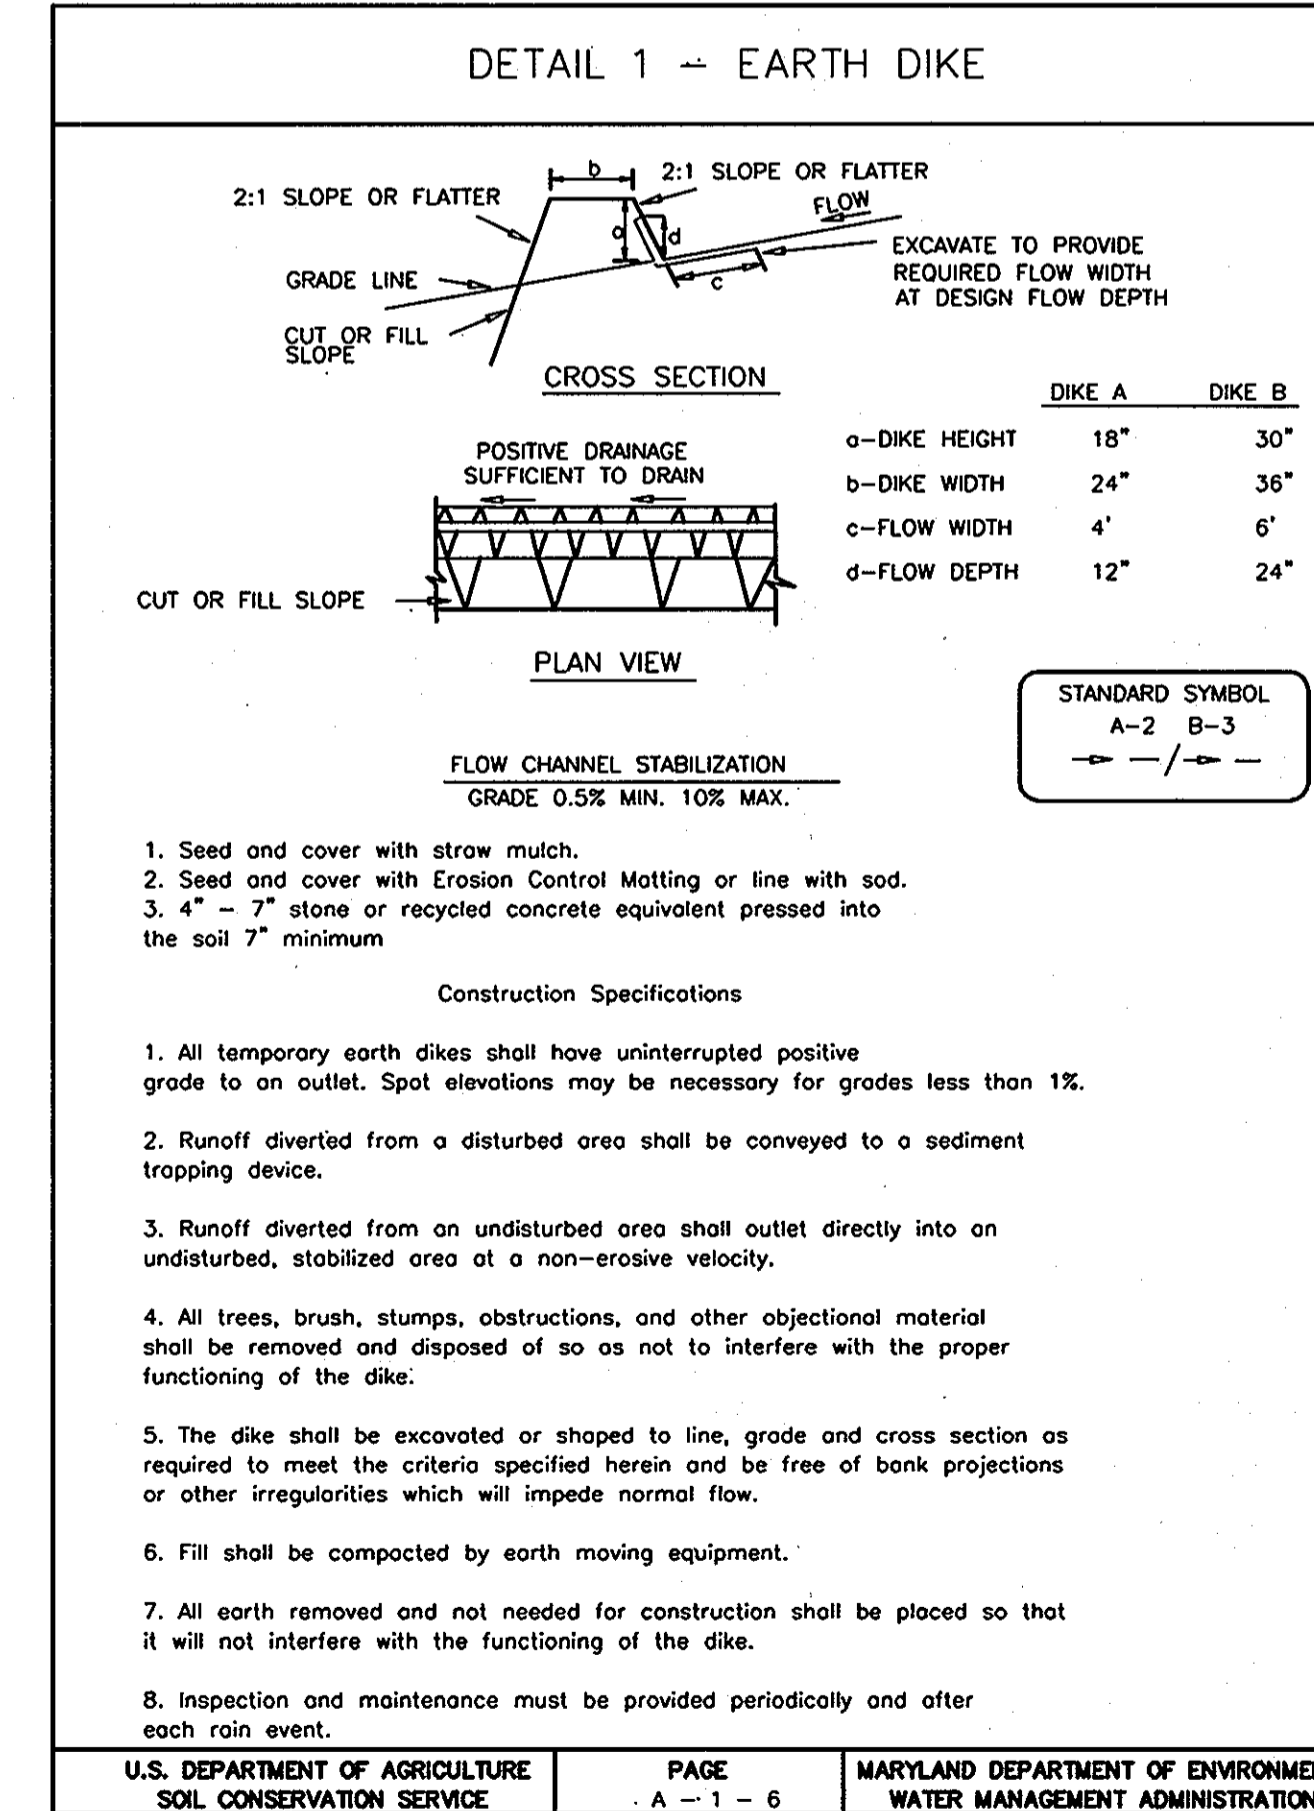 DETAIL 1 - EARTH DIKE
b
2:1 SLOPE OR FLATTER
2:1 SLOPE OR FLATTER
FLOW
a
d
EXCAVATE TO PROVIDE
REQUIRED FLOW WIDTH
AT DESIGN FLOW DEPTH
GRADE LINE
c
CUT OR FILL
SLOPE
CROSS SECTION
DIKE A DIKE B
a-DIKE HEIGHT 18" 30"
b-DIKE WIDTH 24" 36"
c-FLOW WIDTH 4' 6'
d-FLOW DEPTH 12" 24"
POSITIVE DRAINAGE
SUFFICIENT TO DRAIN
CUT OR FILL SLOPE
PLAN VIEW
STANDARD SYMBOL
A-2 B-3
FLOW CHANNEL STABILIZATION
GRADE 0.5% MIN. 10% MAX.
1. Seed and cover with straw mulch.
2. Seed and cover with Erosion Control Matting or line with sod.
3. 4" - 7" stone or recycled concrete equivalent pressed into
the soil 7" minimum
Construction Specifications
1. All temporary earth dikes shall have uninterrupted positive
grade to an outlet. Spot elevations may be necessary for grades less than 1%.
2. Runoff diverted from a disturbed area shall be conveyed to a sediment
trapping device.
3. Runoff diverted from an undisturbed area shall outlet directly into an
undisturbed, stabilized area at a non-erosive velocity.
4. All trees, brush, stumps, obstructions, and other objectional material
shall be removed and disposed of so as not to interfere with the proper
functioning of the dike.
5. The dike shall be excavated or shaped to line, grade and cross section as
required to meet the criteria specified herein and be free of bank projections
or other irregularities which will impede normal flow.
6. Fill shall be compacted by earth moving equipment.
7. All earth removed and not needed for construction shall be placed so that
it will not interfere with the functioning of the dike.
8. Inspection and maintenance must be provided periodically and after
each rain event.
U.S. DEPARTMENT OF AGRICULTURE
SOIL CONSERVATION SERVICE
PAGE
A - 1 - 6
MARYLAND DEPARTMENT OF ENVIRONME
WATER MANAGEMENT ADMINISTRATION